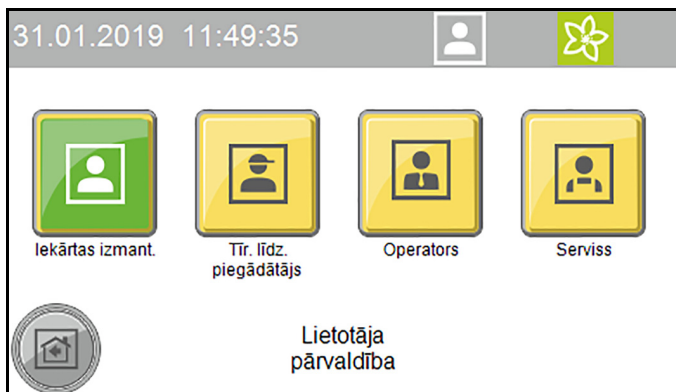 31.01.2019 11:49:35
Iekārtas izmant.
Tīr. līdz.
piegādātājs
Operators
Serviss
Lietotāja
pārvaldība